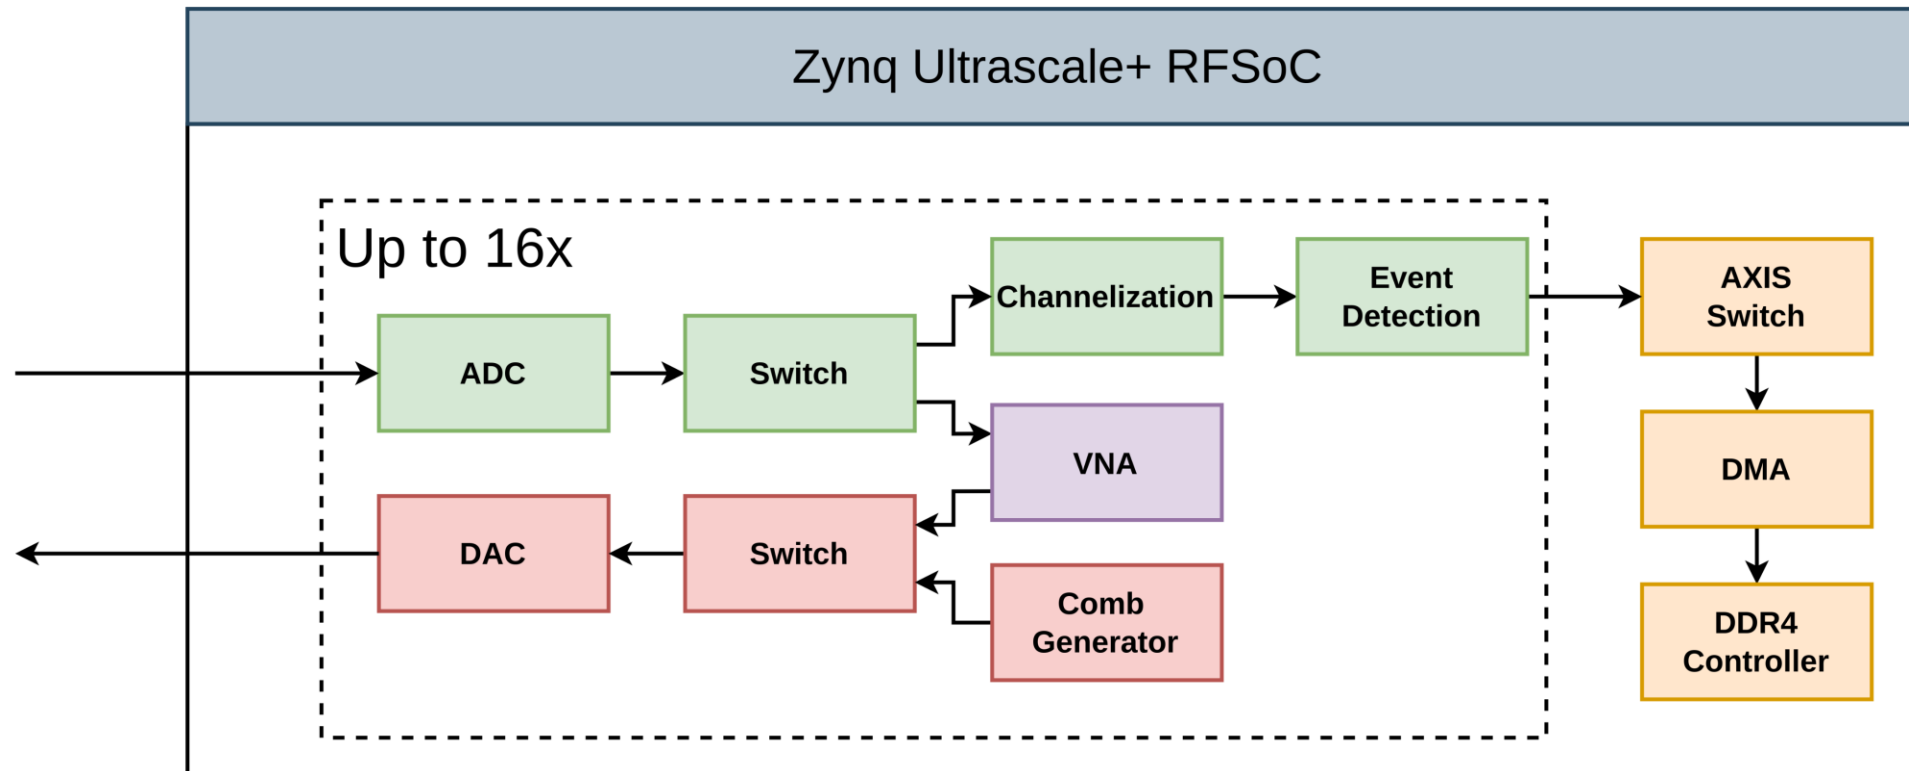 Zynq Ultrascale+ RFSoC
Up to 16x
Channelization
Event
Detection
AXIS
Switch
ADC
Switch
VNA
DMA
DAC
Switch
Comb
Generator
DDR4
Controller